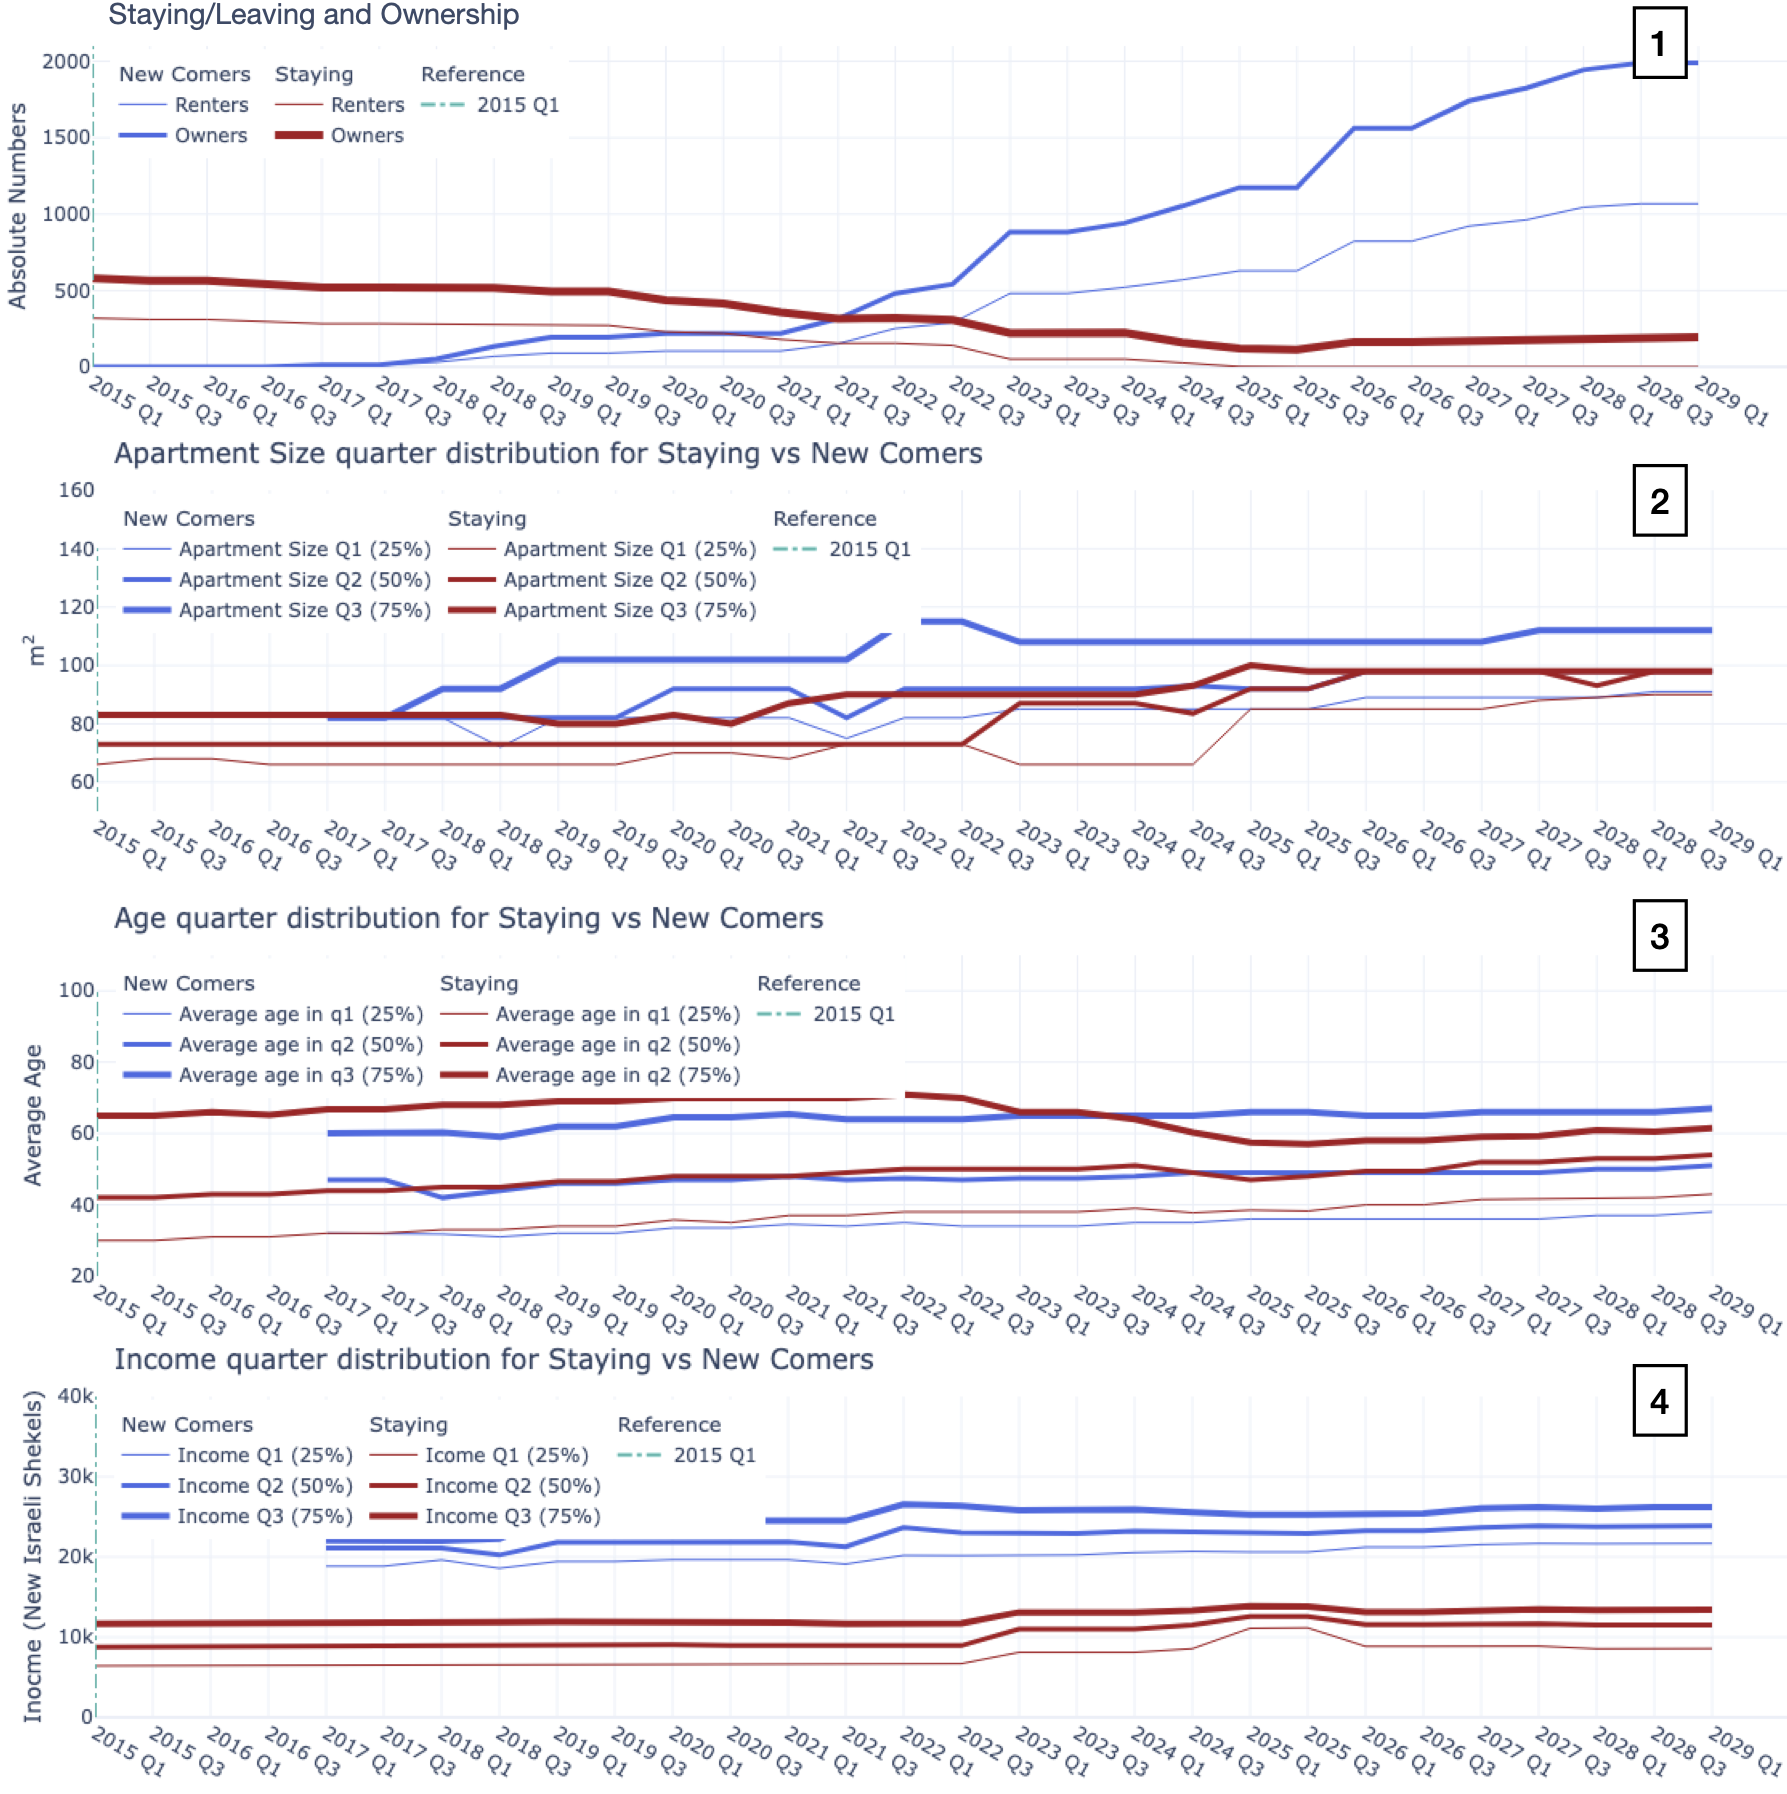 Staying/Leaving and Ownership
1
Absolute Numbers
2000
1500
1000
500
0
New Comers Staying Reference
Renters Renters 2015 Q1
Owners Owners
2015 Q1 2015 Q3 2016 Q1 2016 Q3 2017 Q1 2017 Q3 2018 Q1 2018 Q3 2019 Q1 2019 Q3 2020 Q1 2020 Q3 2021 Q1 2021 Q3 2022 Q1 2022 Q3 2023 Q1 2023 Q3 2024 Q1 2024 Q3 2025 Q1 2025 Q3 2026 Q1 2026 Q3 2027 Q1 2027 Q3 2028 Q1 2028 Q3 2029 Q1
Apartment Size quarter distribution for Staying vs New Comers
2
m²
160
140
120
100
80
60
New Comers Staying Reference
Apartment Size Q1 (25%) Apartment Size Q1 (25%) 2015 Q1
Apartment Size Q2 (50%) Apartment Size Q2 (50%)
Apartment Size Q3 (75%) Apartment Size Q3 (75%)
2015 Q1 2015 Q3 2016 Q1 2016 Q3 2017 Q1 2017 Q3 2018 Q1 2018 Q3 2019 Q1 2019 Q3 2020 Q1 2020 Q3 2021 Q1 2021 Q3 2022 Q1 2022 Q3 2023 Q1 2023 Q3 2024 Q1 2024 Q3 2025 Q1 2025 Q3 2026 Q1 2026 Q3 2027 Q1 2027 Q3 2028 Q1 2028 Q3 2029 Q1
Age quarter distribution for Staying vs New Comers
3
Average Age
100
80
60
40
20
New Comers Staying Reference
Average age in q1 (25%) Average age in q1 (25%) 2015 Q1
Average age in q2 (50%) Average age in q2 (50%)
Average age in q3 (75%) Average age in q2 (75%)
2015 Q1 2015 Q3 2016 Q1 2016 Q3 2017 Q1 2017 Q3 2018 Q1 2018 Q3 2019 Q1 2019 Q3 2020 Q1 2020 Q3 2021 Q1 2021 Q3 2022 Q1 2022 Q3 2023 Q1 2023 Q3 2024 Q1 2024 Q3 2025 Q1 2025 Q3 2026 Q1 2026 Q3 2027 Q1 2027 Q3 2028 Q1 2028 Q3 2029 Q1
Income quarter distribution for Staying vs New Comers
4
Inocme (New Israeli Shekels)
40k
30k
20k
10k
0
New Comers Staying Reference
Income Q1 (25%) Icome Q1 (25%) 2015 Q1
Income Q2 (50%) Income Q2 (50%)
Income Q3 (75%) Income Q3 (75%)
2015 Q1 2015 Q3 2016 Q1 2016 Q3 2017 Q1 2017 Q3 2018 Q1 2018 Q3 2019 Q1 2019 Q3 2020 Q1 2020 Q3 2021 Q1 2021 Q3 2022 Q1 2022 Q3 2023 Q1 2023 Q3 2024 Q1 2024 Q3 2025 Q1 2025 Q3 2026 Q1 2026 Q3 2027 Q1 2027 Q3 2028 Q1 2028 Q3 2029 Q1